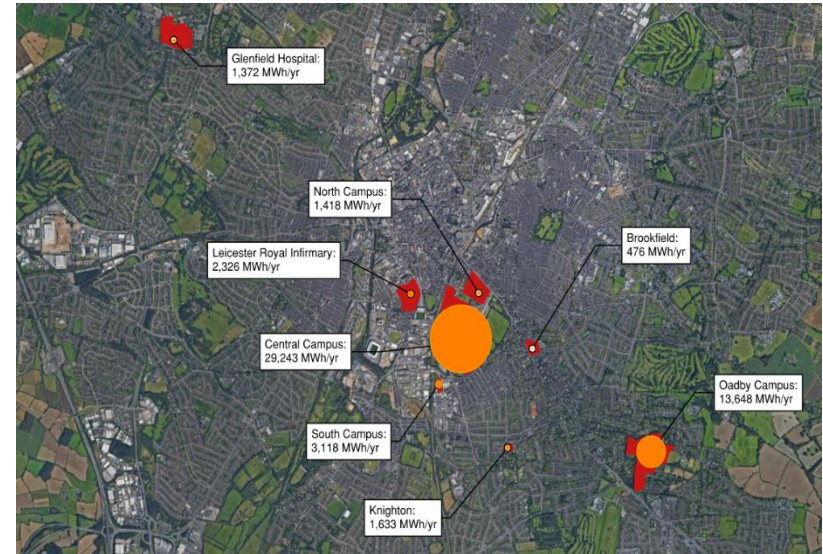 Glenfield Hospital:
1,372 MWh/yr
North Campus:
1,418 MWh/yr
Brookfield:
476 MWh/yr
Leicester Royal Infirmary:
2,326 MWh/yr
Central Campus:
29,243 MWh/yr
Oadby Campus:
13,648 MWh/yr
South Campus:
3,118 MWh/yr
Knighton:
1,633 MWh/yr